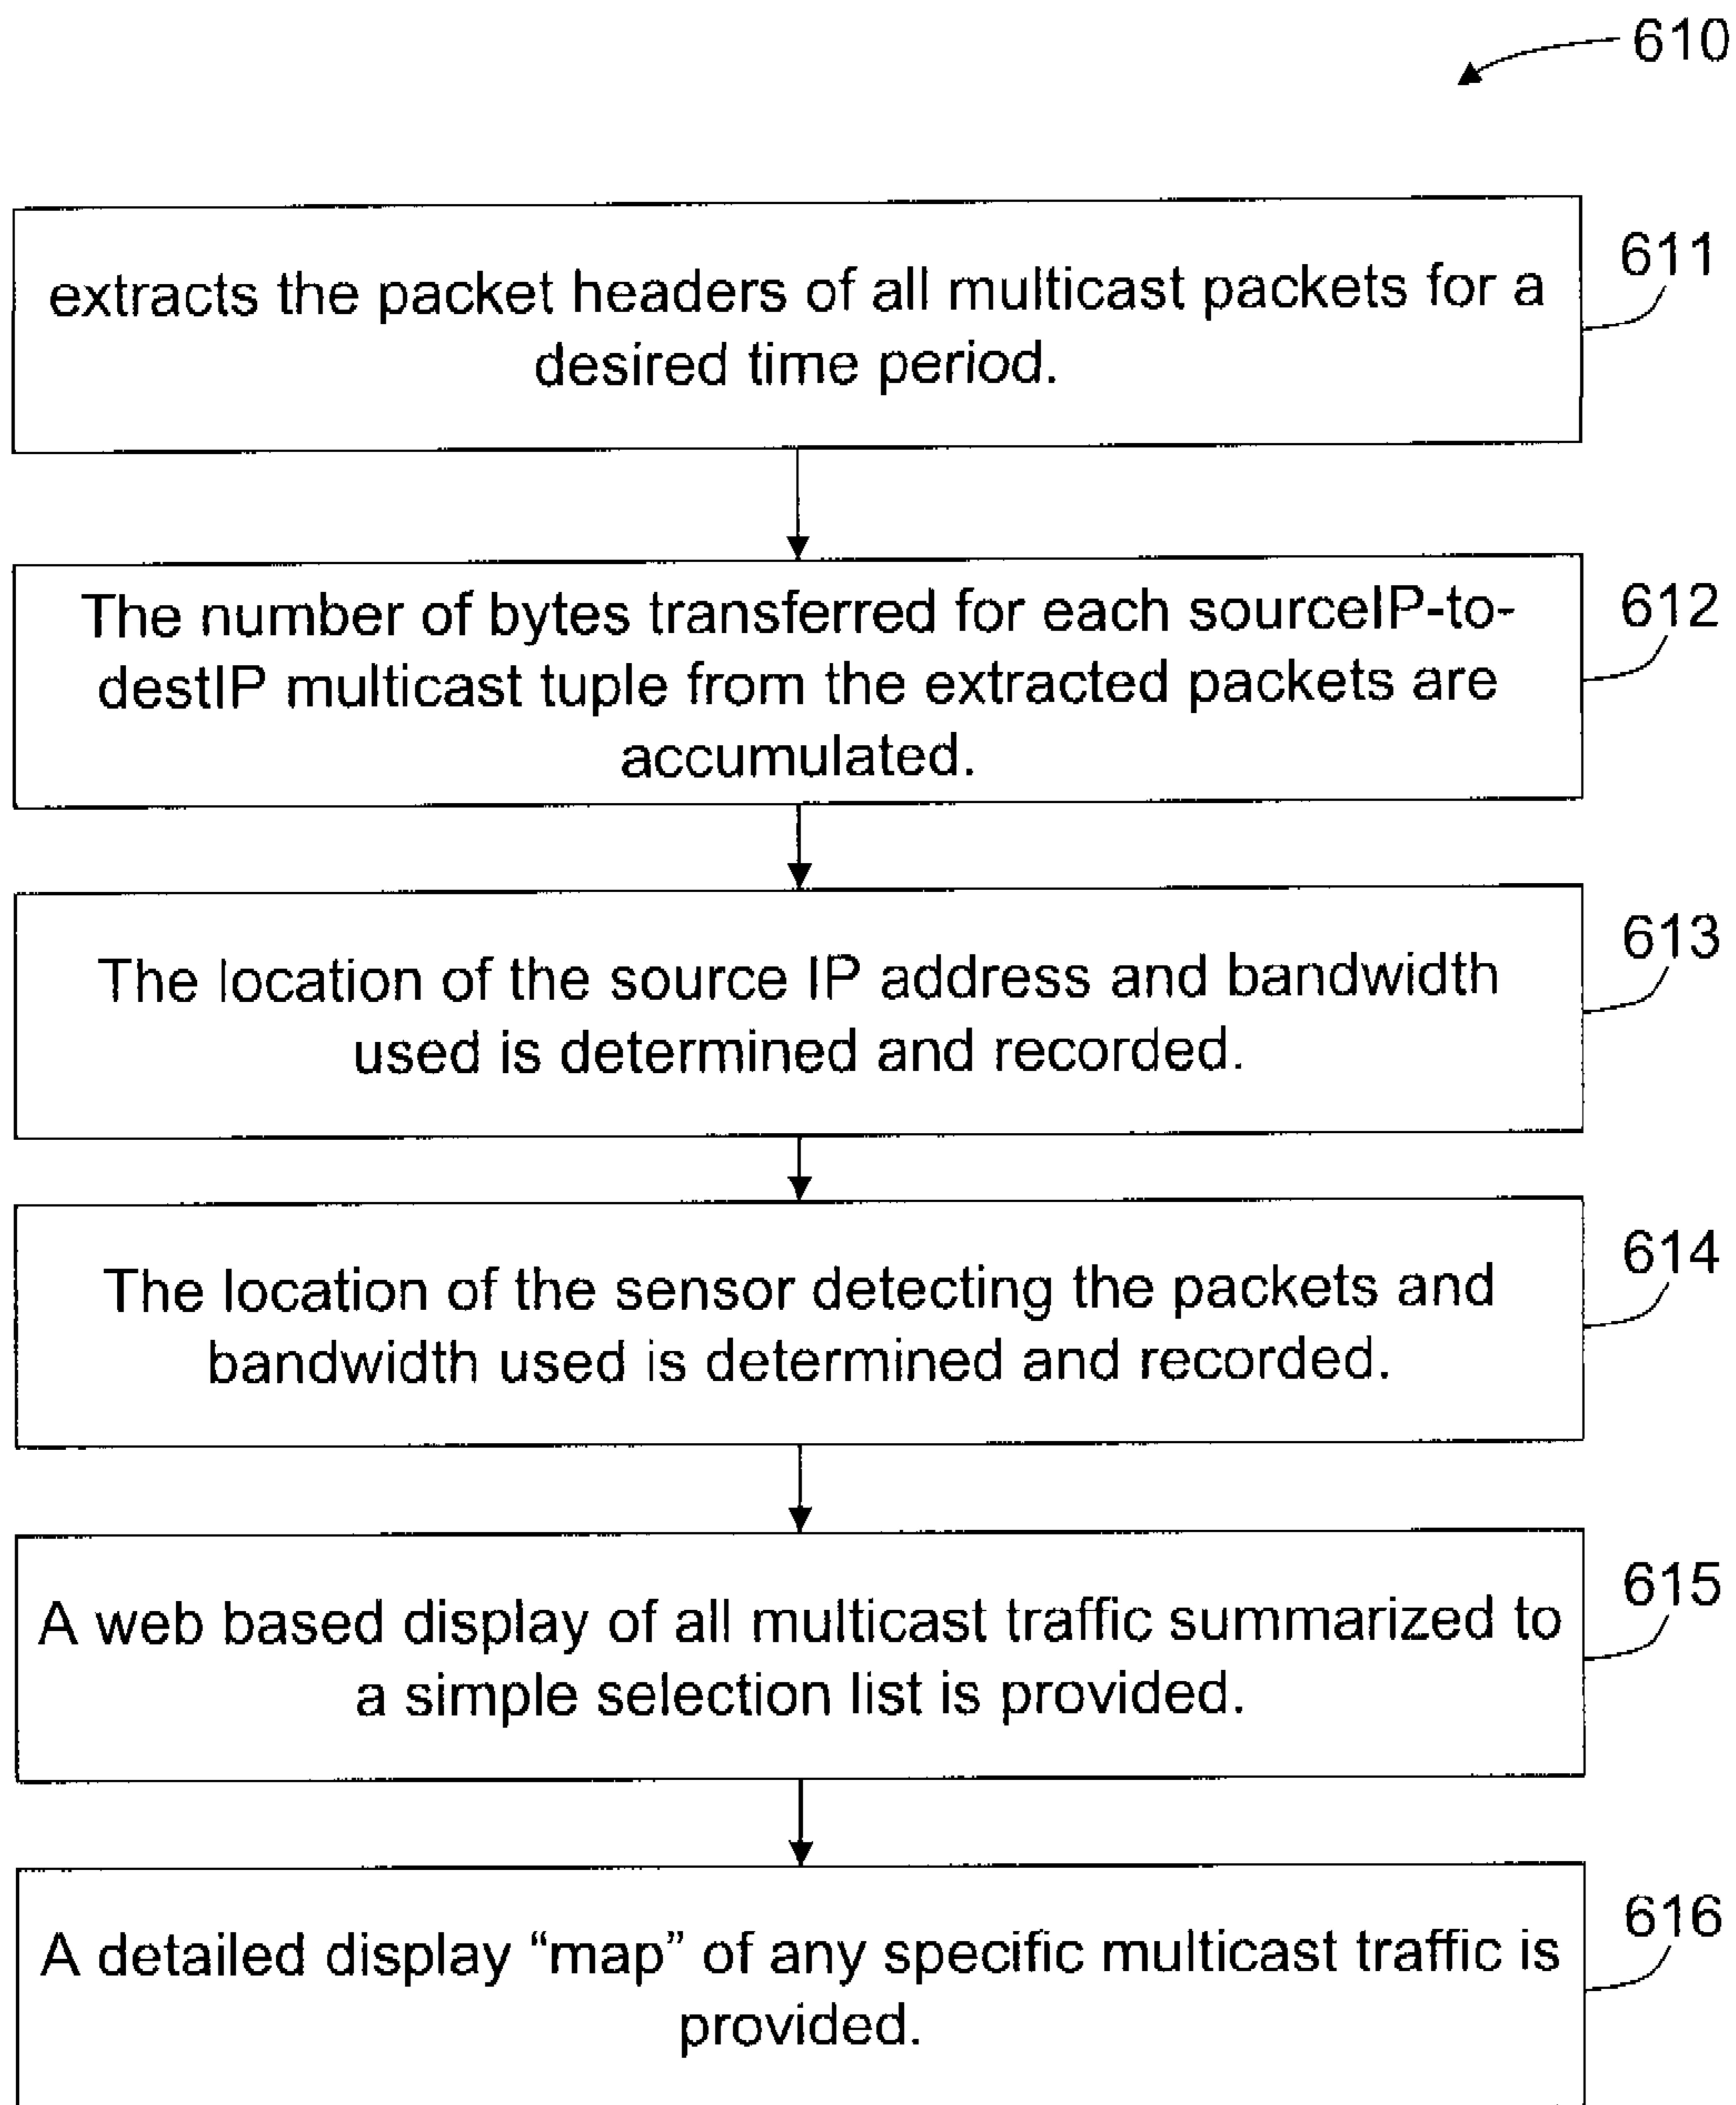 610
extracts the packet headers of all multicast packets for a
desired time period.
611
The number of bytes transferred for each sourceIP-to-
destIP multicast tuple from the extracted packets are
accumulated.
612
The location of the source IP address and bandwidth
used is determined and recorded.
613
The location of the sensor detecting the packets and
bandwidth used is determined and recorded.
614
A web based display of all multicast traffic summarized to
a simple selection list is provided.
615
A detailed display “map” of any specific multicast traffic is
provided.
616